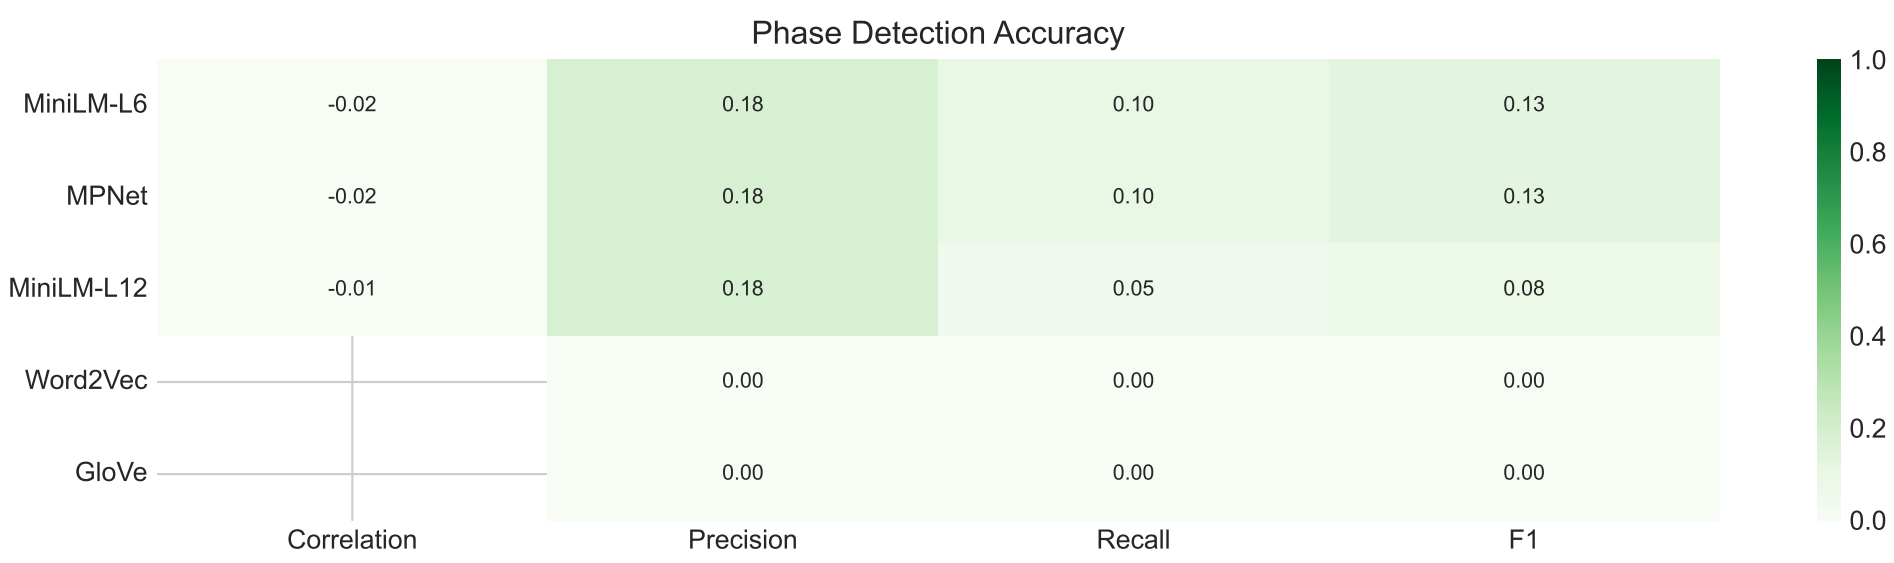 Phase Detection Accuracy
MiniLM-L6 -0.02 0.18 0.10 0.13
MPNet -0.02 0.18 0.10 0.13
MiniLM-L12 -0.01 0.18 0.05 0.08
Word2Vec 0.00 0.00 0.00
GloVe 0.00 0.00 0.00
Correlation Precision Recall F1
1.0
0.8
0.6
0.4
0.2
0.0